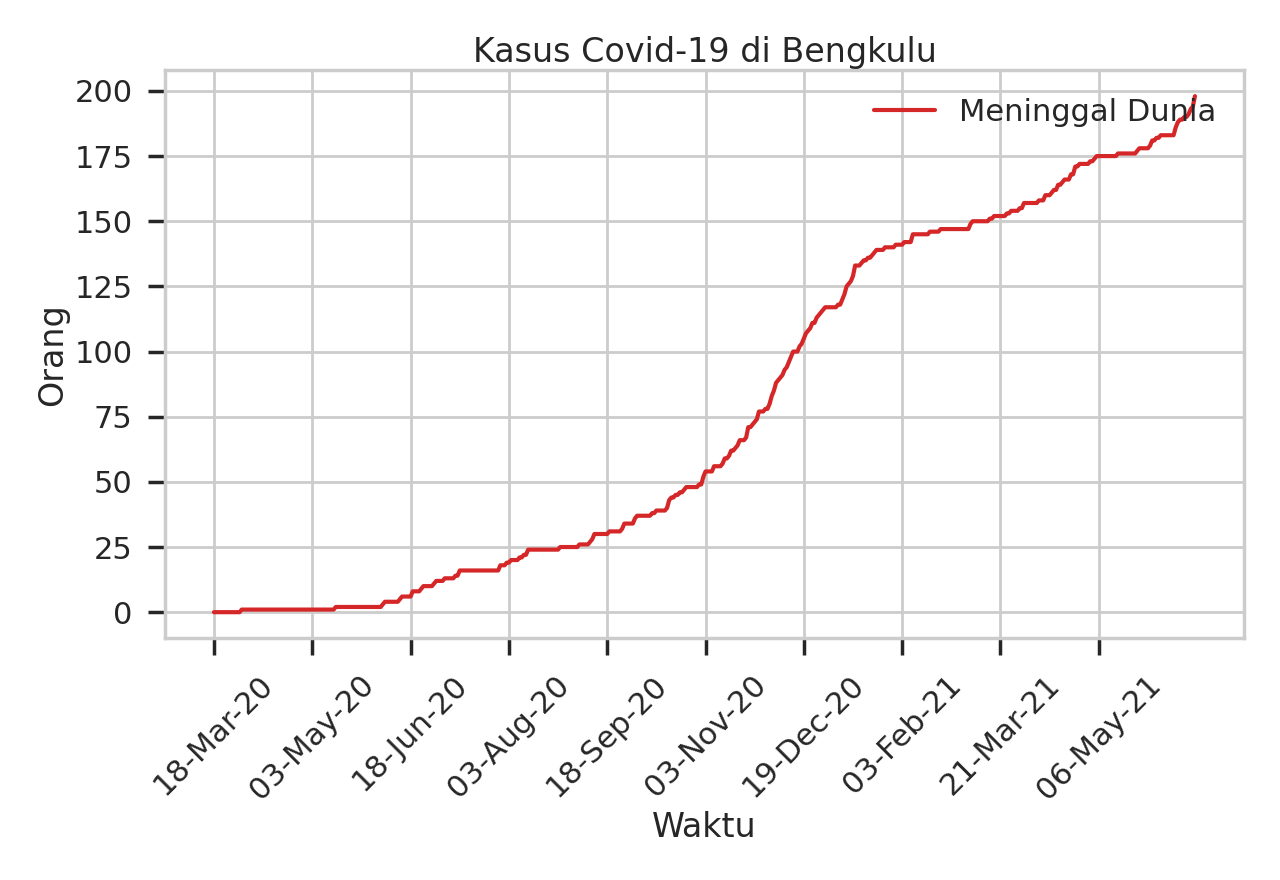 Kasus Covid-19 di Bengkulu
Meninggal Dunia
Orang
200
175
150
125
100
75
50
25
0
18-Mar-20
03-May-20
18-Jun-20
03-Aug-20
18-Sep-20
03-Nov-20
19-Dec-20
03-Feb-21
21-Mar-21
06-May-21
Waktu